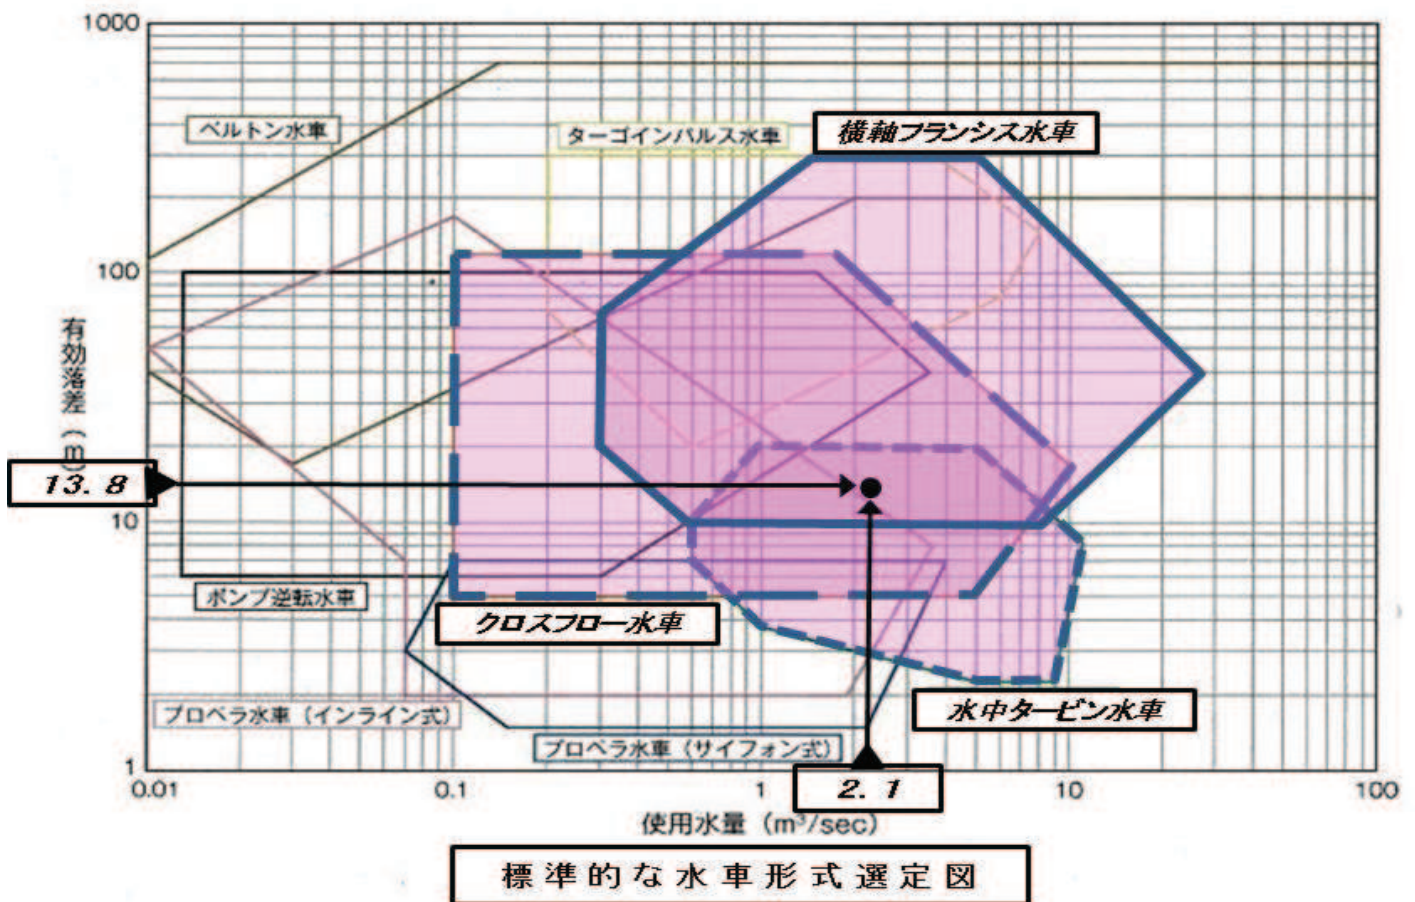 1000
ペルトン水車
ターゴインパルス水車
横軸フランシス水車
100
有効落差（m）
13.8
10
ポンプ逆転水車
クロスフロー水車
プロペラ水車（インライン式）
水中タービン水車
プロペラ水車（サイフォン式）
1
0.01
0.1
1
2.1
10
100
使用水量（m³/sec）
標準的な水車形式選定図